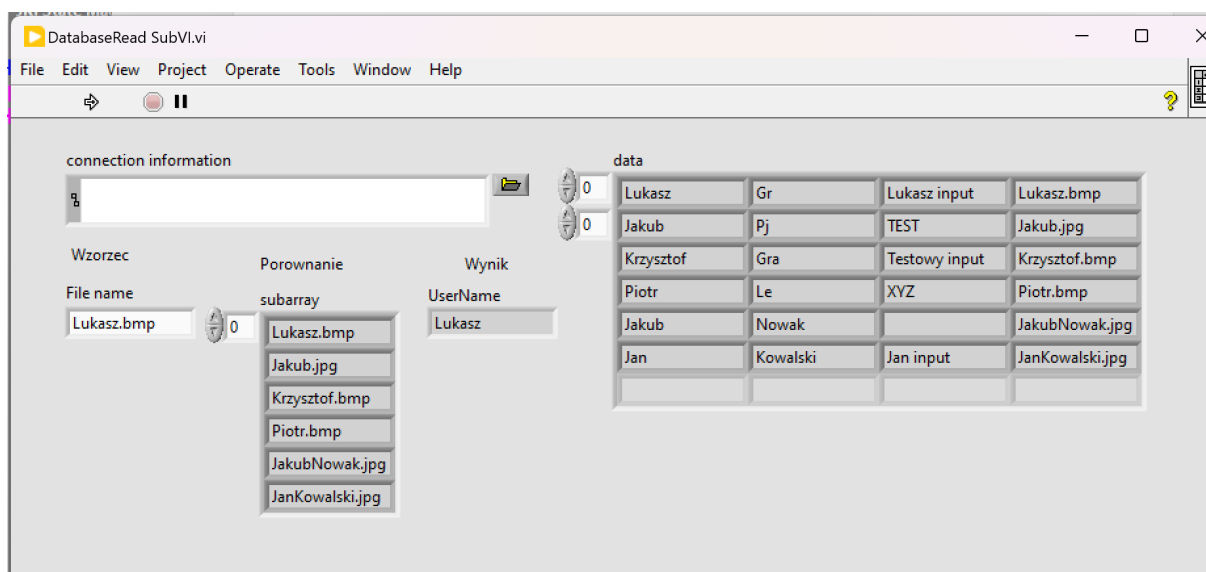 DatabaseRead SubVI.vi
File Edit View Project Operate Tools Window Help
connection information
data
0
0
Lukasz Gr Lukasz input Lukasz.bmp
Jakub Pj TEST Jakub.jpg
Krzysztof Gra Testowy input Krzysztof.bmp
Piotr Le XYZ Piotr.bmp
Jakub Nowak JakubNowak.jpg
Jan Kowalski Jan input JanKowalski.jpg
Wzorzec
File name
Lukasz.bmp
Porownanie
subarray
0
Lukasz.bmp
Jakub.jpg
Krzysztof.bmp
Piotr.bmp
JakubNowak.jpg
JanKowalski.jpg
Wynik
UserName
Lukasz